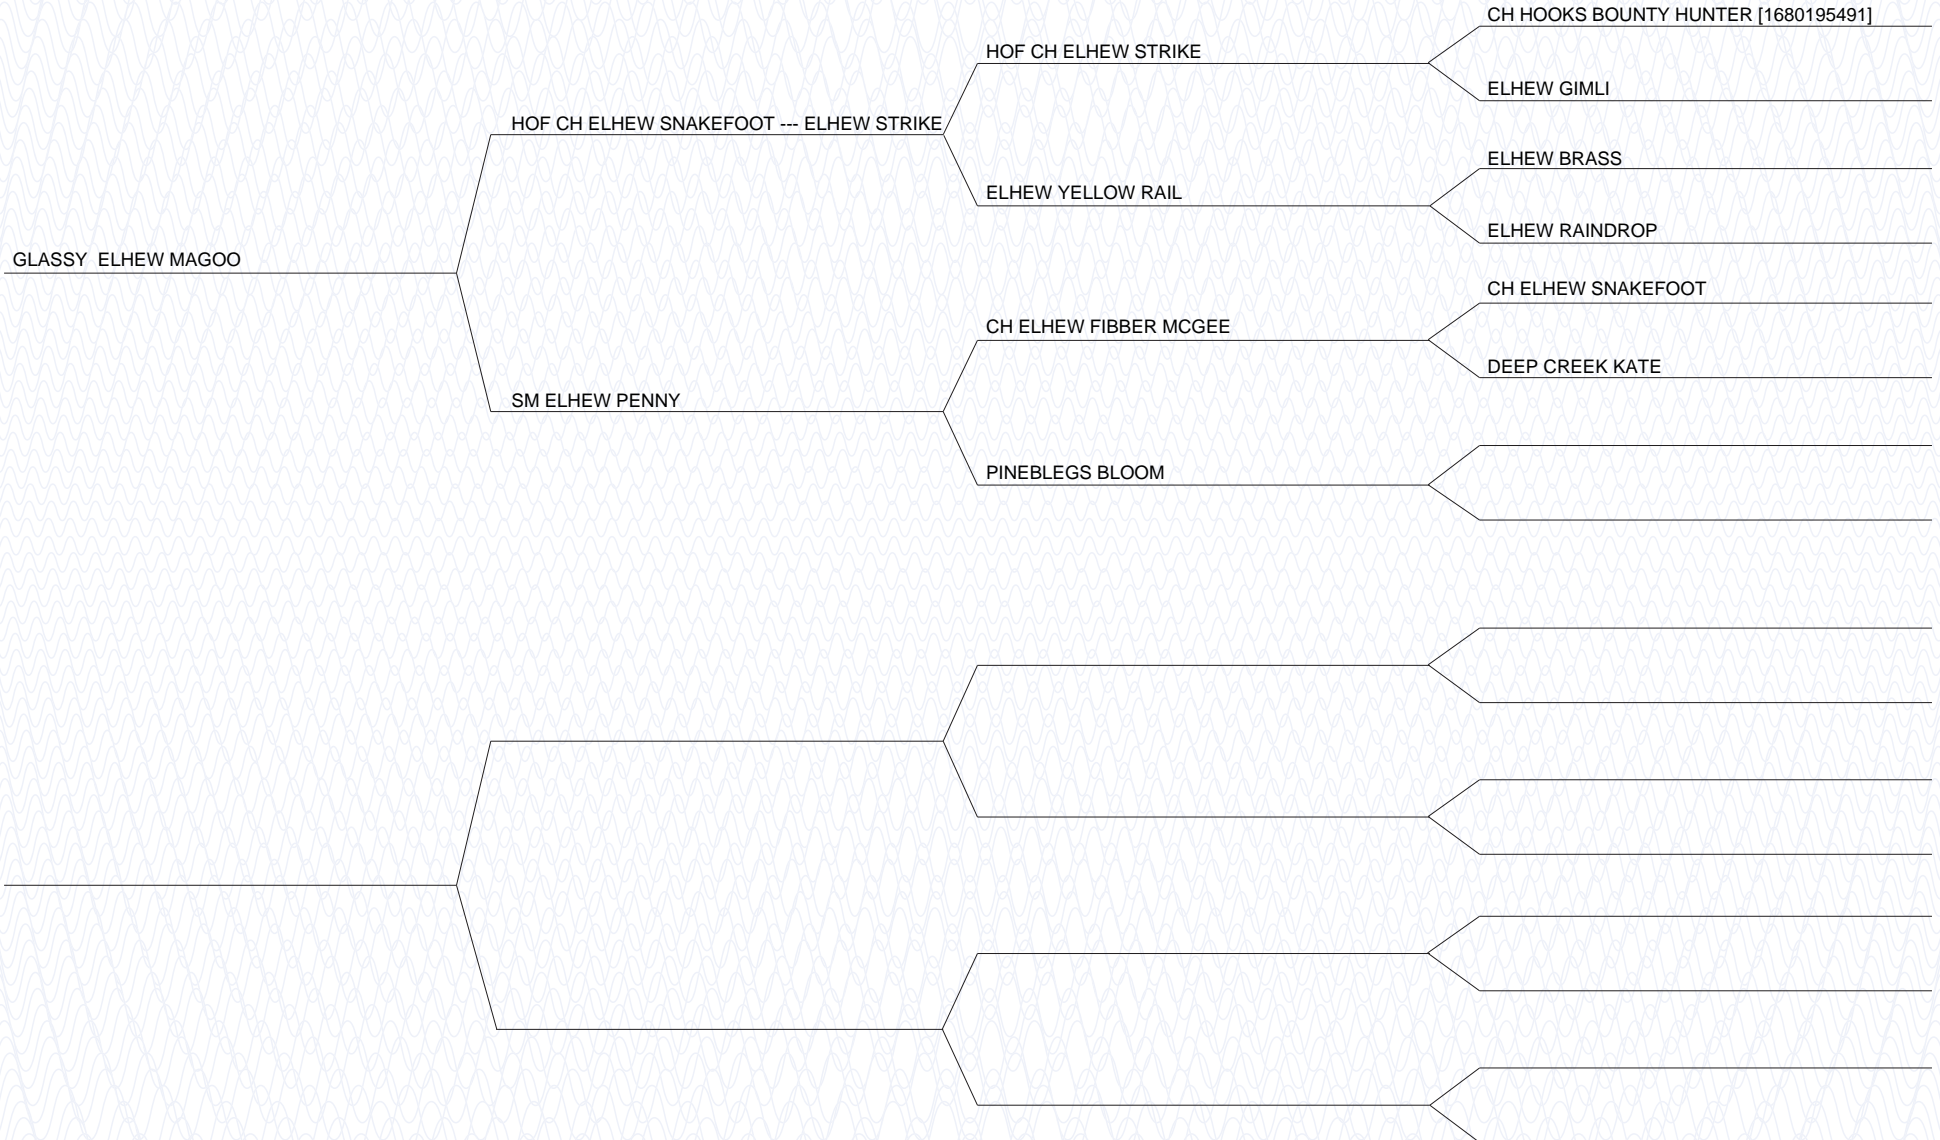 CH HOOKS BOUNTY HUNTER [1680195491]
HOF CH ELHEW STRIKE
ELHEW GIMLI
HOF CH ELHEW SNAKEFOOT --- ELHEW STRIKE
ELHEW BRASS
ELHEW YELLOW RAIL
ELHEW RAINDROP
GLASSY  ELHEW MAGOO
CH ELHEW SNAKEFOOT
CH ELHEW FIBBER MCGEE
DEEP CREEK KATE
SM ELHEW PENNY
PINEBLEGS BLOOM